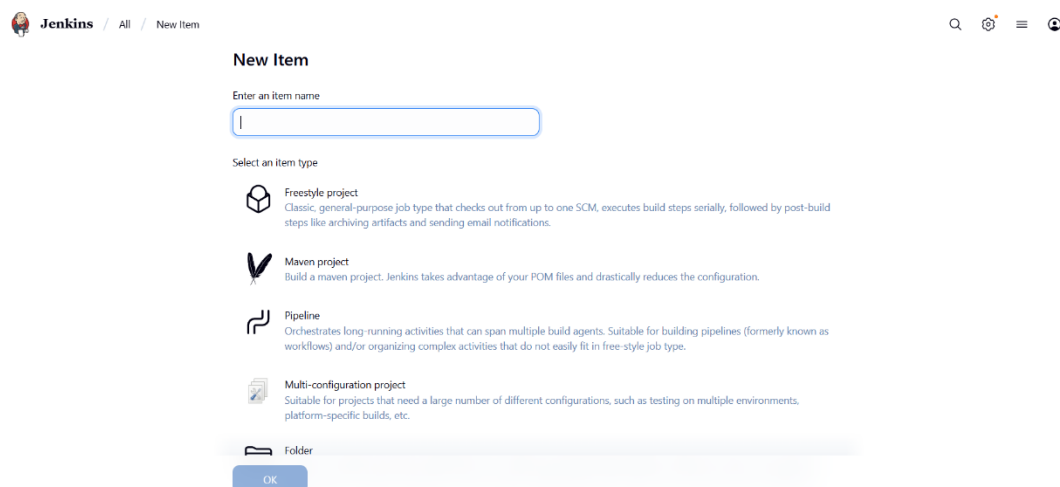 Jenkins / All / New Item
New Item
Enter an item name
Select an item type
Freestyle project
Classic, general-purpose job type that checks out from up to one SCM, executes build steps serially, followed by post-build
steps like archiving artifacts and sending email notifications.
Maven project
Build a maven project. Jenkins takes advantage of your POM files and drastically reduces the configuration.
Pipeline
Orchestrates long-running activities that can span multiple build agents. Suitable for building pipelines (formerly known as
workflows) and/or organizing complex activities that do not easily fit in free-style job type.
Multi-configuration project
Suitable for projects that need a large number of different configurations, such as testing on multiple environments,
platform-specific builds, etc.
Folder
OK